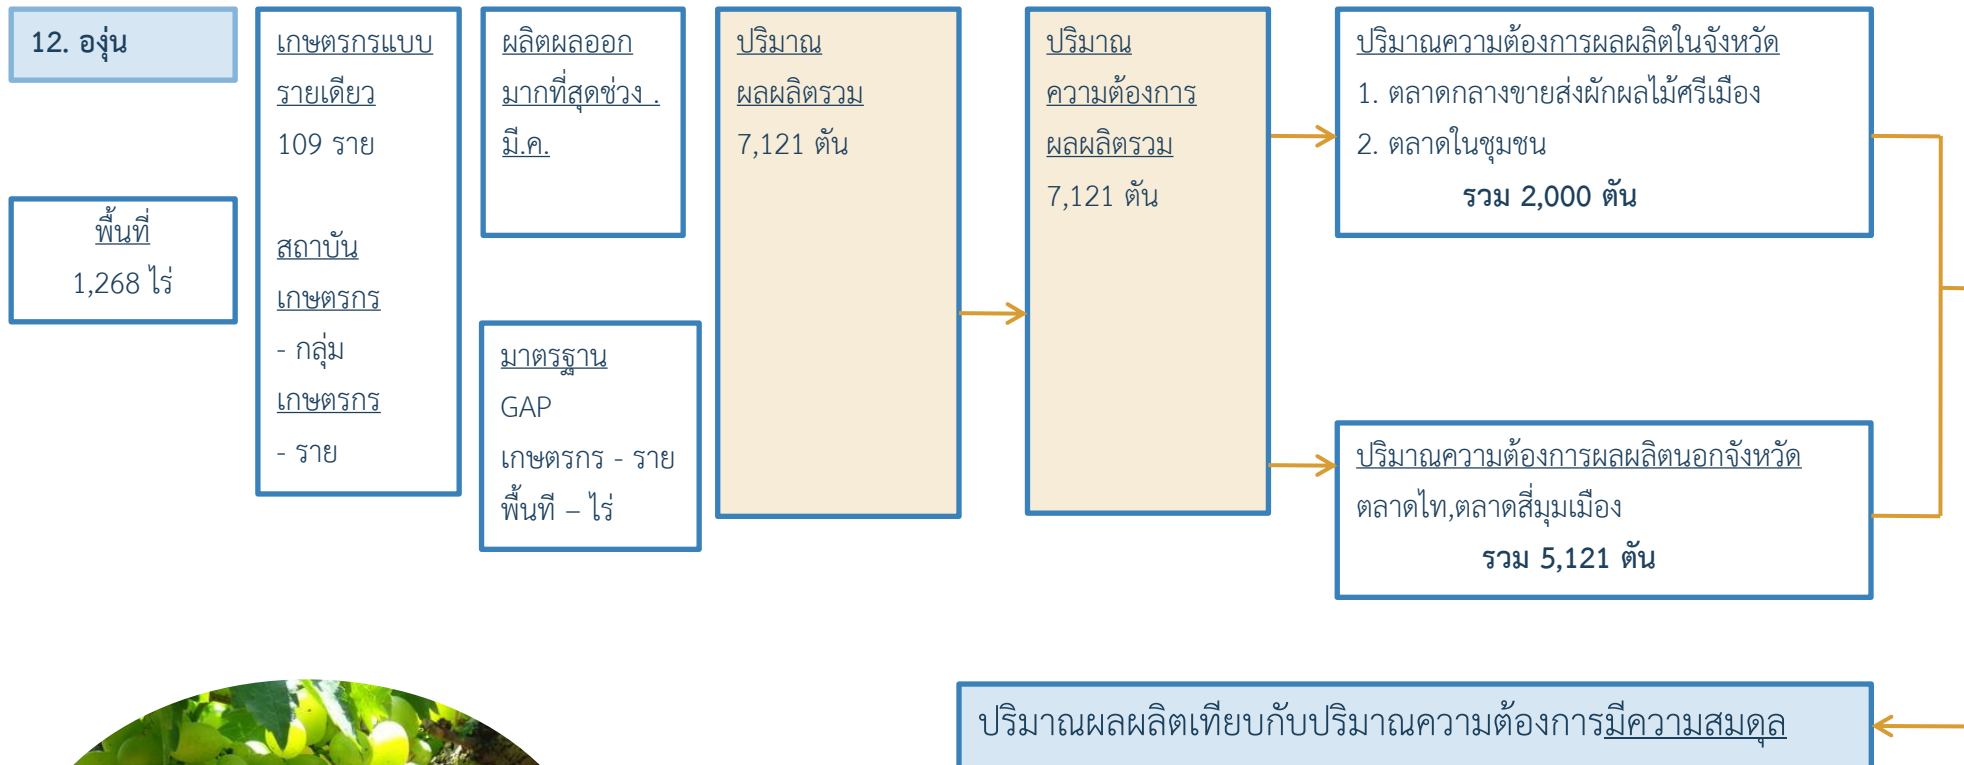 12. องุ่น
พื้นที่
1,268 ไร่
เกษตรกรแบบ
รายเดียว
109 ราย
สถาบัน
เกษตรกร
- กลุ่ม
เกษตรกร
- ราย
ผลิตผลออก
มากที่สุดช่วง .
มี.ค.
มาตรฐาน
GAP
เกษตรกร - ราย
พื้นที่ – ไร่
ปริมาณ
ผลผลิตรวม
7,121 ตัน
ปริมาณ
ความต้องการ
ผลผลิตรวม
7,121 ตัน
ปริมาณความต้องการผลผลิตในจังหวัด
1. ตลาดกลางขายส่งผักผลไม้ศรีเมือง
2. ตลาดในชุมชน
รวม 2,000 ตัน
ปริมาณความต้องการผลผลิตนอกจังหวัด
ตลาดไท,ตลาดสี่มุมเมือง
รวม 5,121 ตัน
ปริมาณผลผลิตเทียบกับปริมาณความต้องการมีความสมดุล